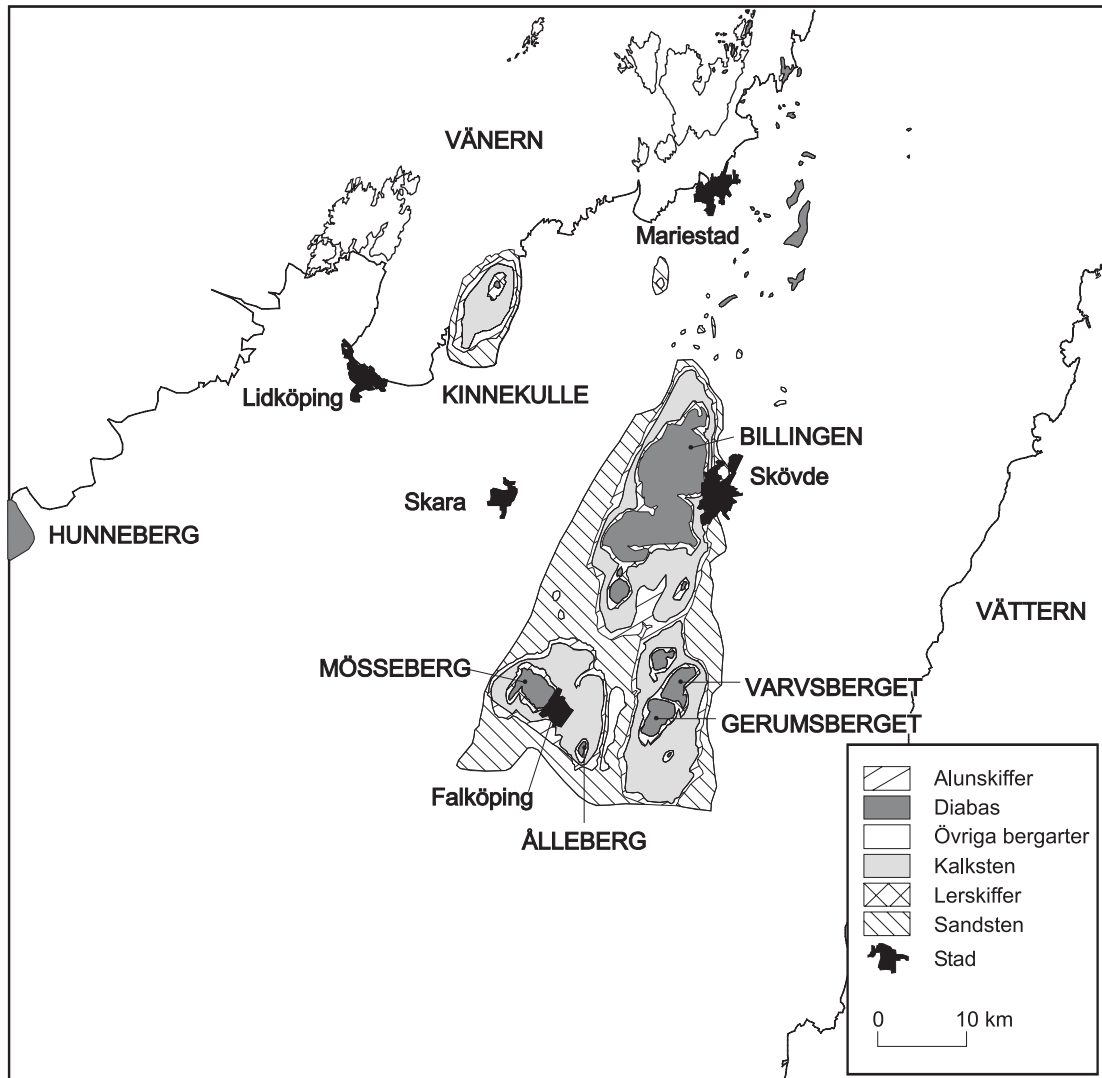 VÄNERN
Mariestad
Lidköping
KINNEKULLE
BILLINGEN
Skövde
Skara
HUNNEBERG
VÄTTERN
MÖSSEBERG
VARVSBERGET
GERUMSBERGET
Falköping
ÅLLEBERG
Alunskiffer
Diabas
Övriga bergarter
Kalksten
Lerskiffer
Sandsten
Stad
0 10 km